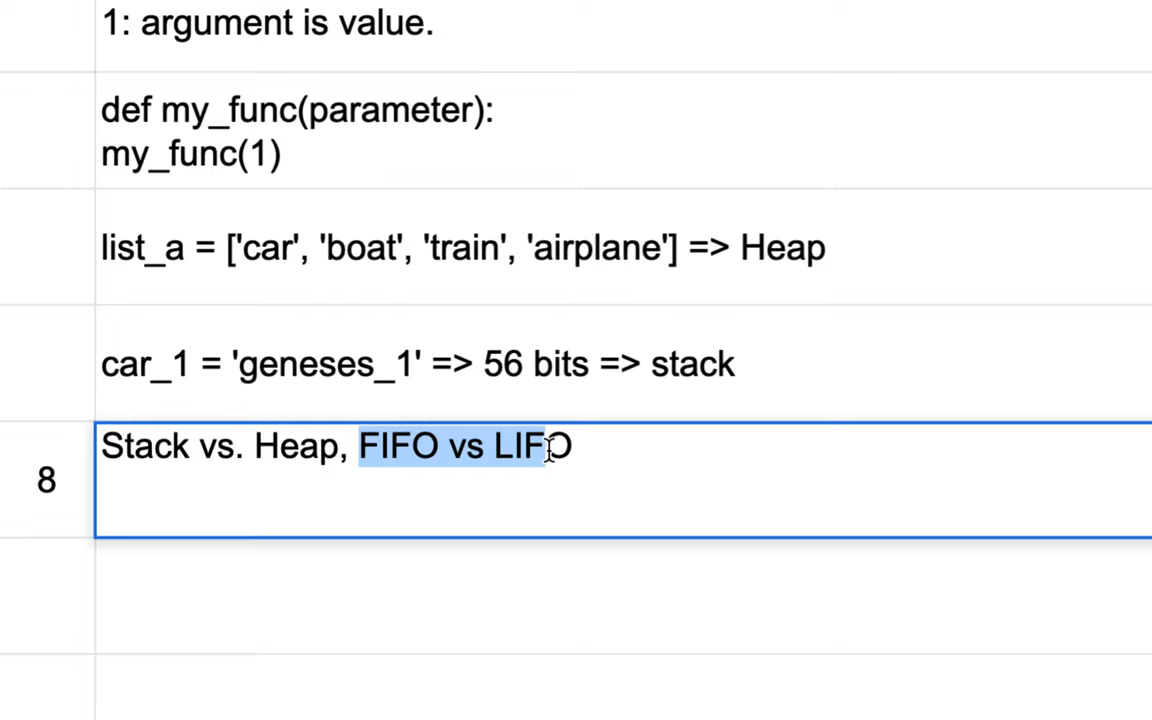 1: argument is value.
def my_func(parameter):
my_func(1)
list_a = ['car', 'boat', 'train', 'airplane'] => Heap
car_1 = 'geneses_1' => 56 bits => stack
Stack vs. Heap, FIFO vs LIFO
8